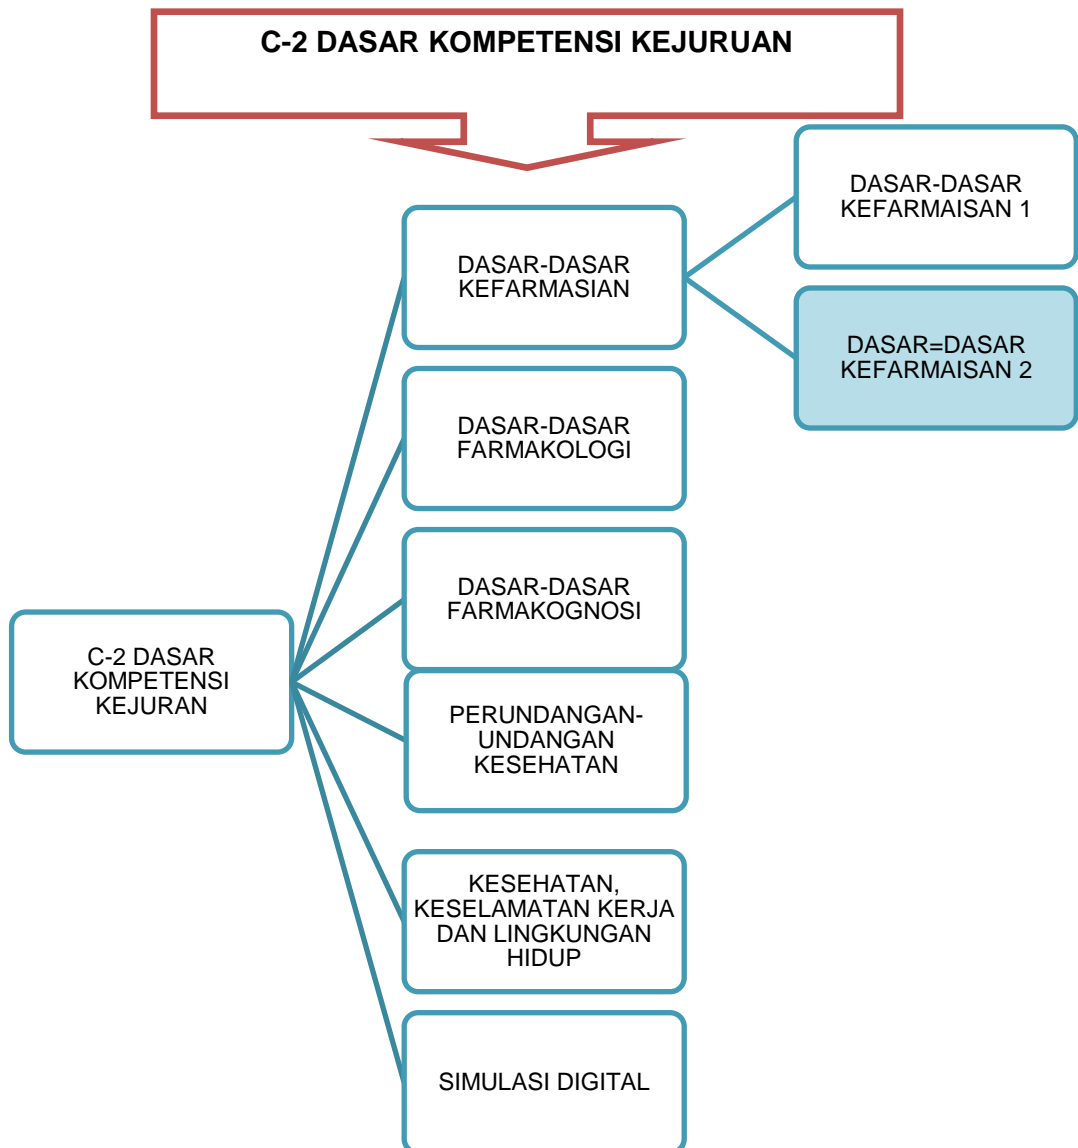 C-2 DASAR KOMPETENSI KEJURUAN
DASAR-DASAR
KEFARMAISAN 1
DASAR-DASAR
KEFARMASIAN
DASAR=DASAR
KEFARMAISAN 2
DASAR-DASAR
FARMAKOLOGI
DASAR-DASAR
FARMAKOGNOSI
C-2 DASAR
KOMPETENSI
KEJURAN
PERUNDANGAN-
UNDANGAN
KESEHATAN
KESEHATAN,
KESELAMATAN KERJA
DAN LINGKUNGAN
HIDUP
SIMULASI DIGITAL